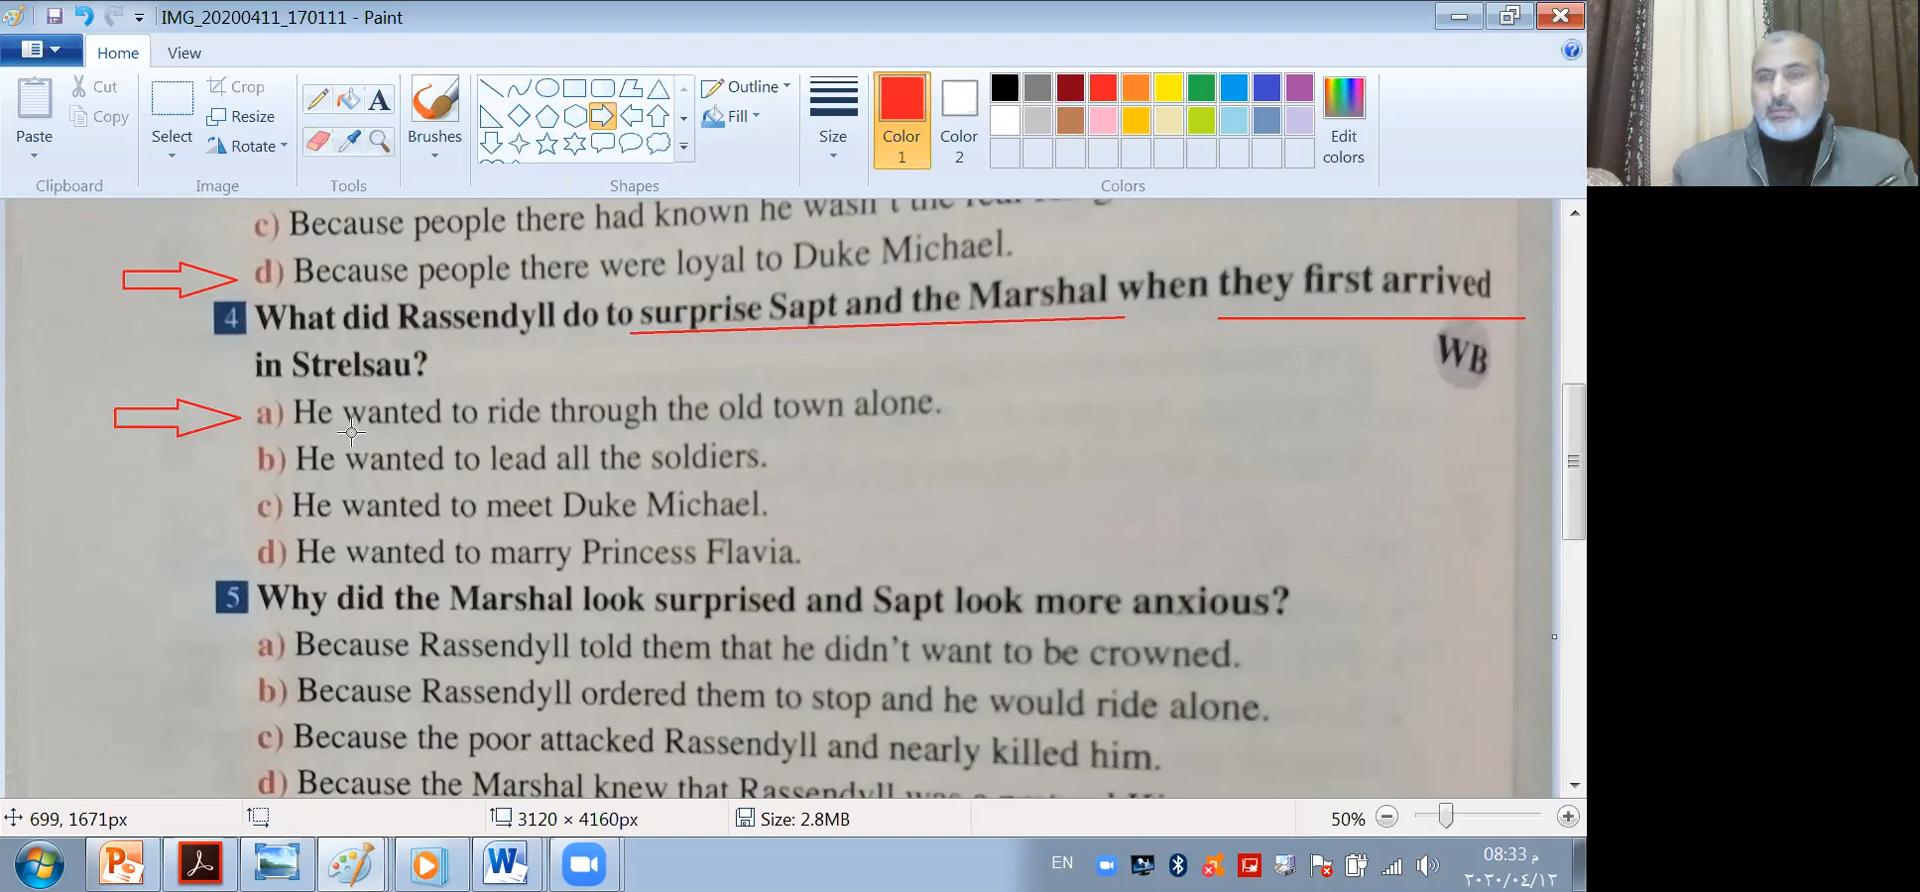 IMG_20200411_170111 - Paint
Home View
Paste
Cut
Copy
Clipboard
Select
Crop
Resize
Rotate
Image
A
Tools
Brushes
Outline
Fill
Shapes
Size
Color 1
Color 2
Edit colors
Colors
c) Because people there had known he wasn't the
d) Because people there were loyal to Duke Michael.
4 What did Rassendyll do to surprise Sapt and the Marshal when they first arrived
in Strelsau?
WB
a) He wanted to ride through the old town alone.
b) He wanted to lead all the soldiers.
c) He wanted to meet Duke Michael.
d) He wanted to marry Princess Flavia.
5 Why did the Marshal look surprised and Sapt look more anxious?
a) Because Rassendyll told them that he didn't want to be crowned.
b) Because Rassendyll ordered them to stop and he would ride alone.
c) Because the poor attacked Rassendyll and nearly killed him.
d) Because the Marshal knew that Rassendyll was a
699, 1671px
3120 × 4160px
Size: 2.8MB
50%
EN
08:33 م
٢٠٢٠/٠٤/١٢